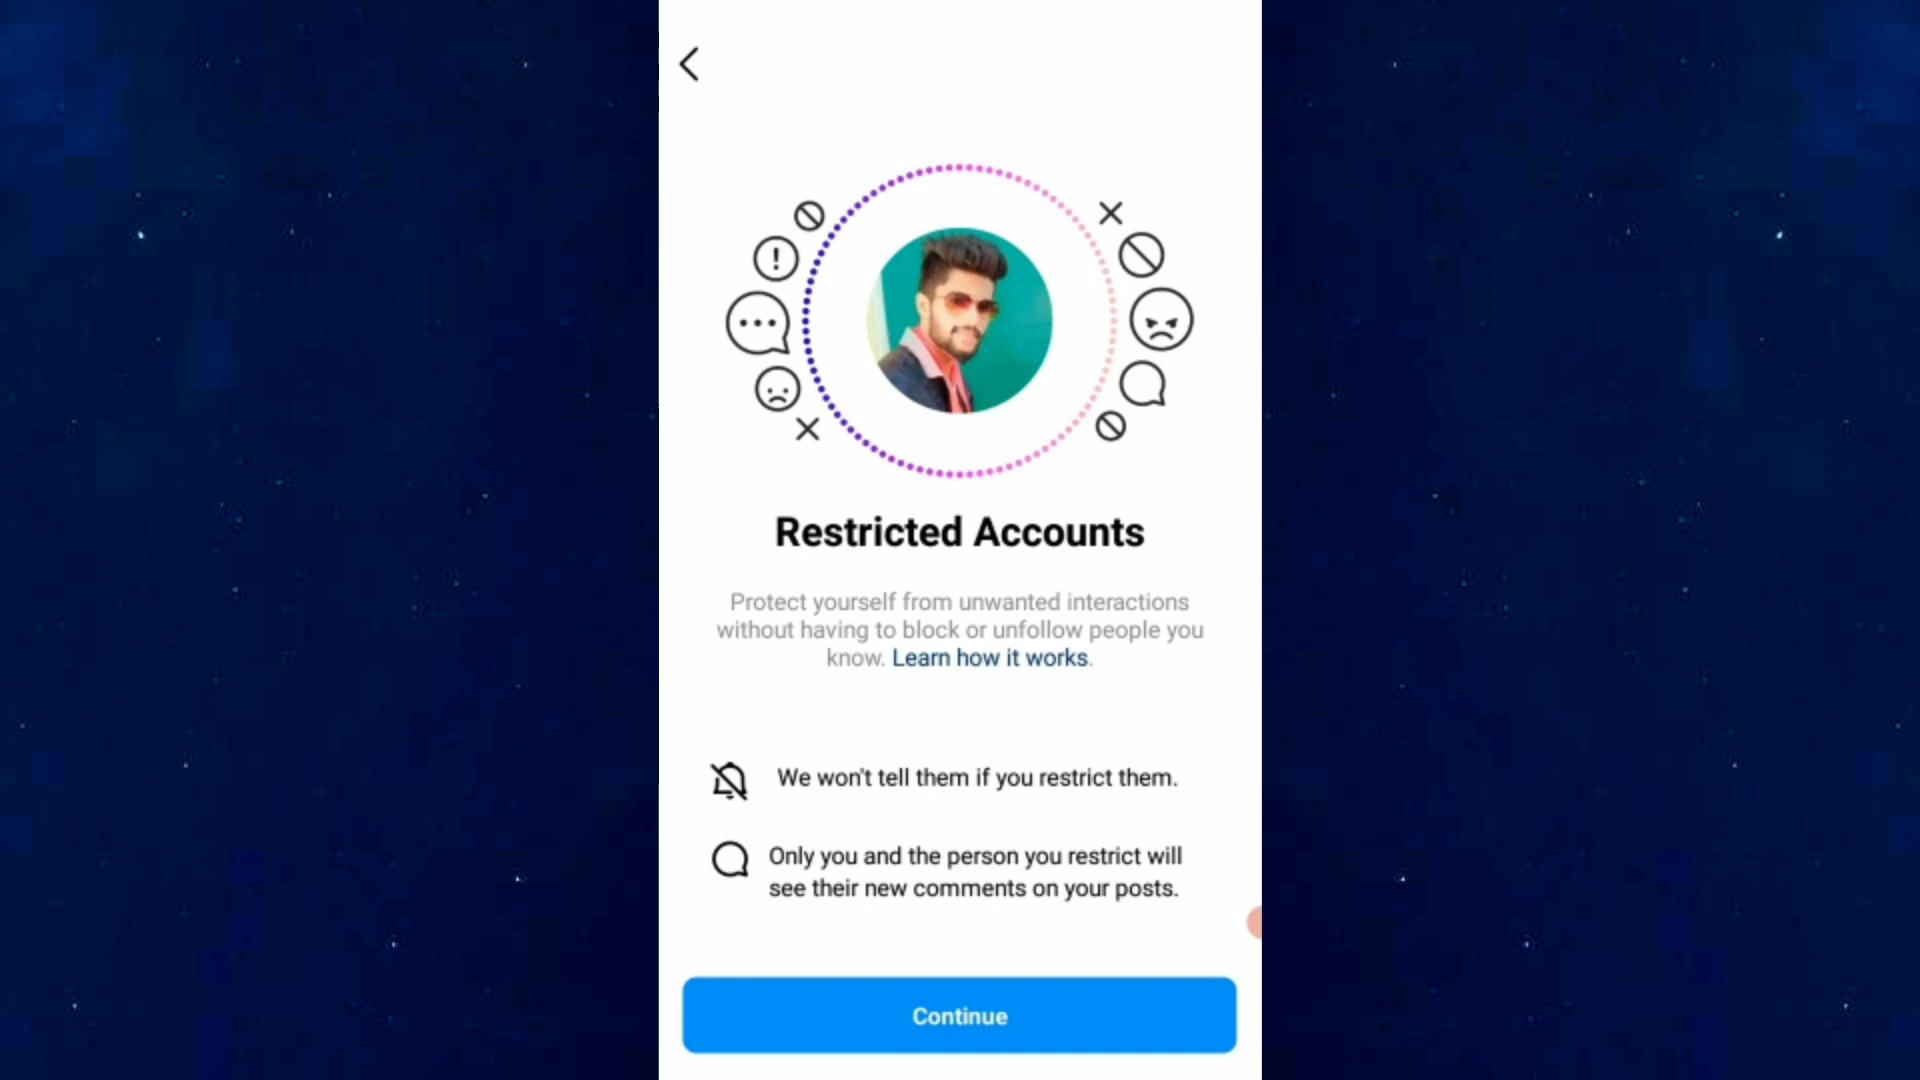 Restricted Accounts
Protect yourself from unwanted interactions
without having to block or unfollow people you
know. Learn how it works.
We won't tell them if you restrict them.
Only you and the person you restrict will
see their new comments on your posts.
Continue